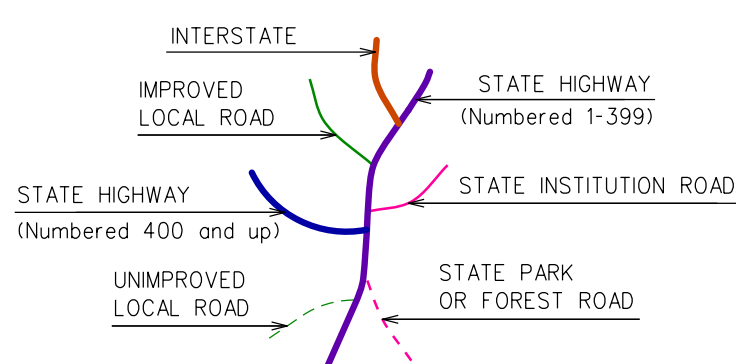 INTERSTATE
IMPROVED
LOCAL ROAD
STATE HIGHWAY
(Numbered 1-399)
STATE HIGHWAY
(Numbered 400 and up)
STATE INSTITUTION ROAD
UNIMPROVED
LOCAL ROAD
STATE PARK
OR FOREST ROAD